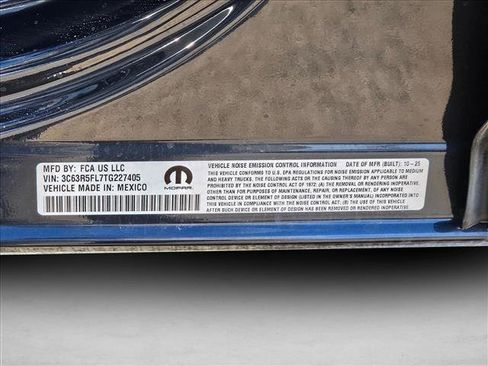 MFD BY: FCA US LLC
VIN: 3C63R5FL7TG227405
VEHICLE MADE IN: MEXICO
MOPAR
VEHICLE NOISE EMISSION CONTROL INFORMATION DATE OF MFR (BUILT): 10-25
THIS VEHICLE CONFORMS TO U.S. EPA REGULATIONS FOR NOISE EMISSION APPLICABLE TO MEDIUM
AND HEAVY TRUCKS. THE FOLLOWING ACTS OR THE CAUSING THEREOF BY ANY PERSON ARE
PROHIBITED BY THE NOISE CONTROL ACT OF 1972: (A) THE REMOVAL OR RENDERING INOPERATIVE,
OTHER THAN FOR PURPOSES OF MAINTENANCE, REPAIR, OR REPLACEMENT, OF ANY NOISE
CONTROL DEVICE OR ELEMENT OF DESIGN (LISTED IN THE OWNER'S MANUAL)
INCORPORATED INTO THIS VEHICLE IN COMPLIANCE WITH THE NOISE CONTROL ACT;
(B) THE USE OF THIS VEHICLE AFTER SUCH
DEVICE OR ELEMENT OF DESIGN HAS BEEN REMOVED OR RENDERED INOPERATIVE.